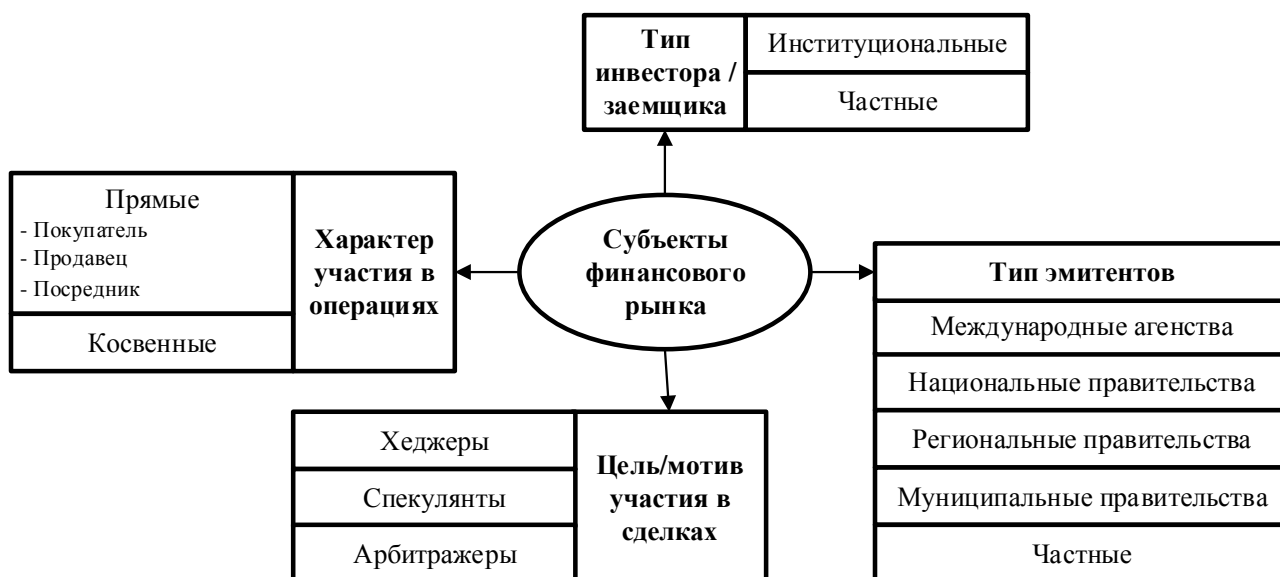 Тип
инвестора /
заемщика
Институциональные
Частные
Прямые
- Покупатель
- Продавец
- Посредник
Косвенные
Характер
участия в
операциях
Субъекты
финансового
рынка
Тип эмитентов
Международные агенства
Национальные правительства
Региональные правительства
Муниципальные правительства
Частные
Хеджеры
Спекулянты
Арбитражеры
Цель/мотив
участия в
сделках